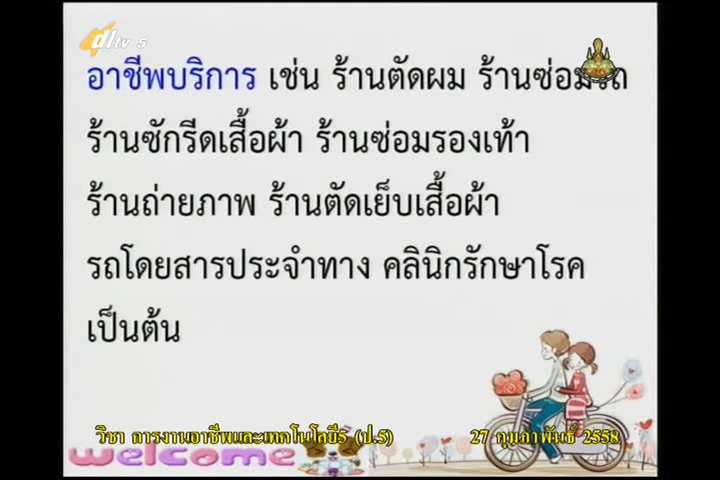 dltv 5
อาชีพบริการ เช่น ร้านตัดผม ร้านซ่อมรถ
ร้านซักรีดเสื้อผ้า ร้านซ่อมรองเท้า
ร้านถ่ายภาพ ร้านตัดเย็บเสื้อผ้า
รถโดยสารประจำทาง คลินิกรักษาโรค
เป็นต้น
วิชา การงานอาชีพและเทคโนโลยี5 (ป.5) 27 กุมภาพันธ์ 2558
welcome